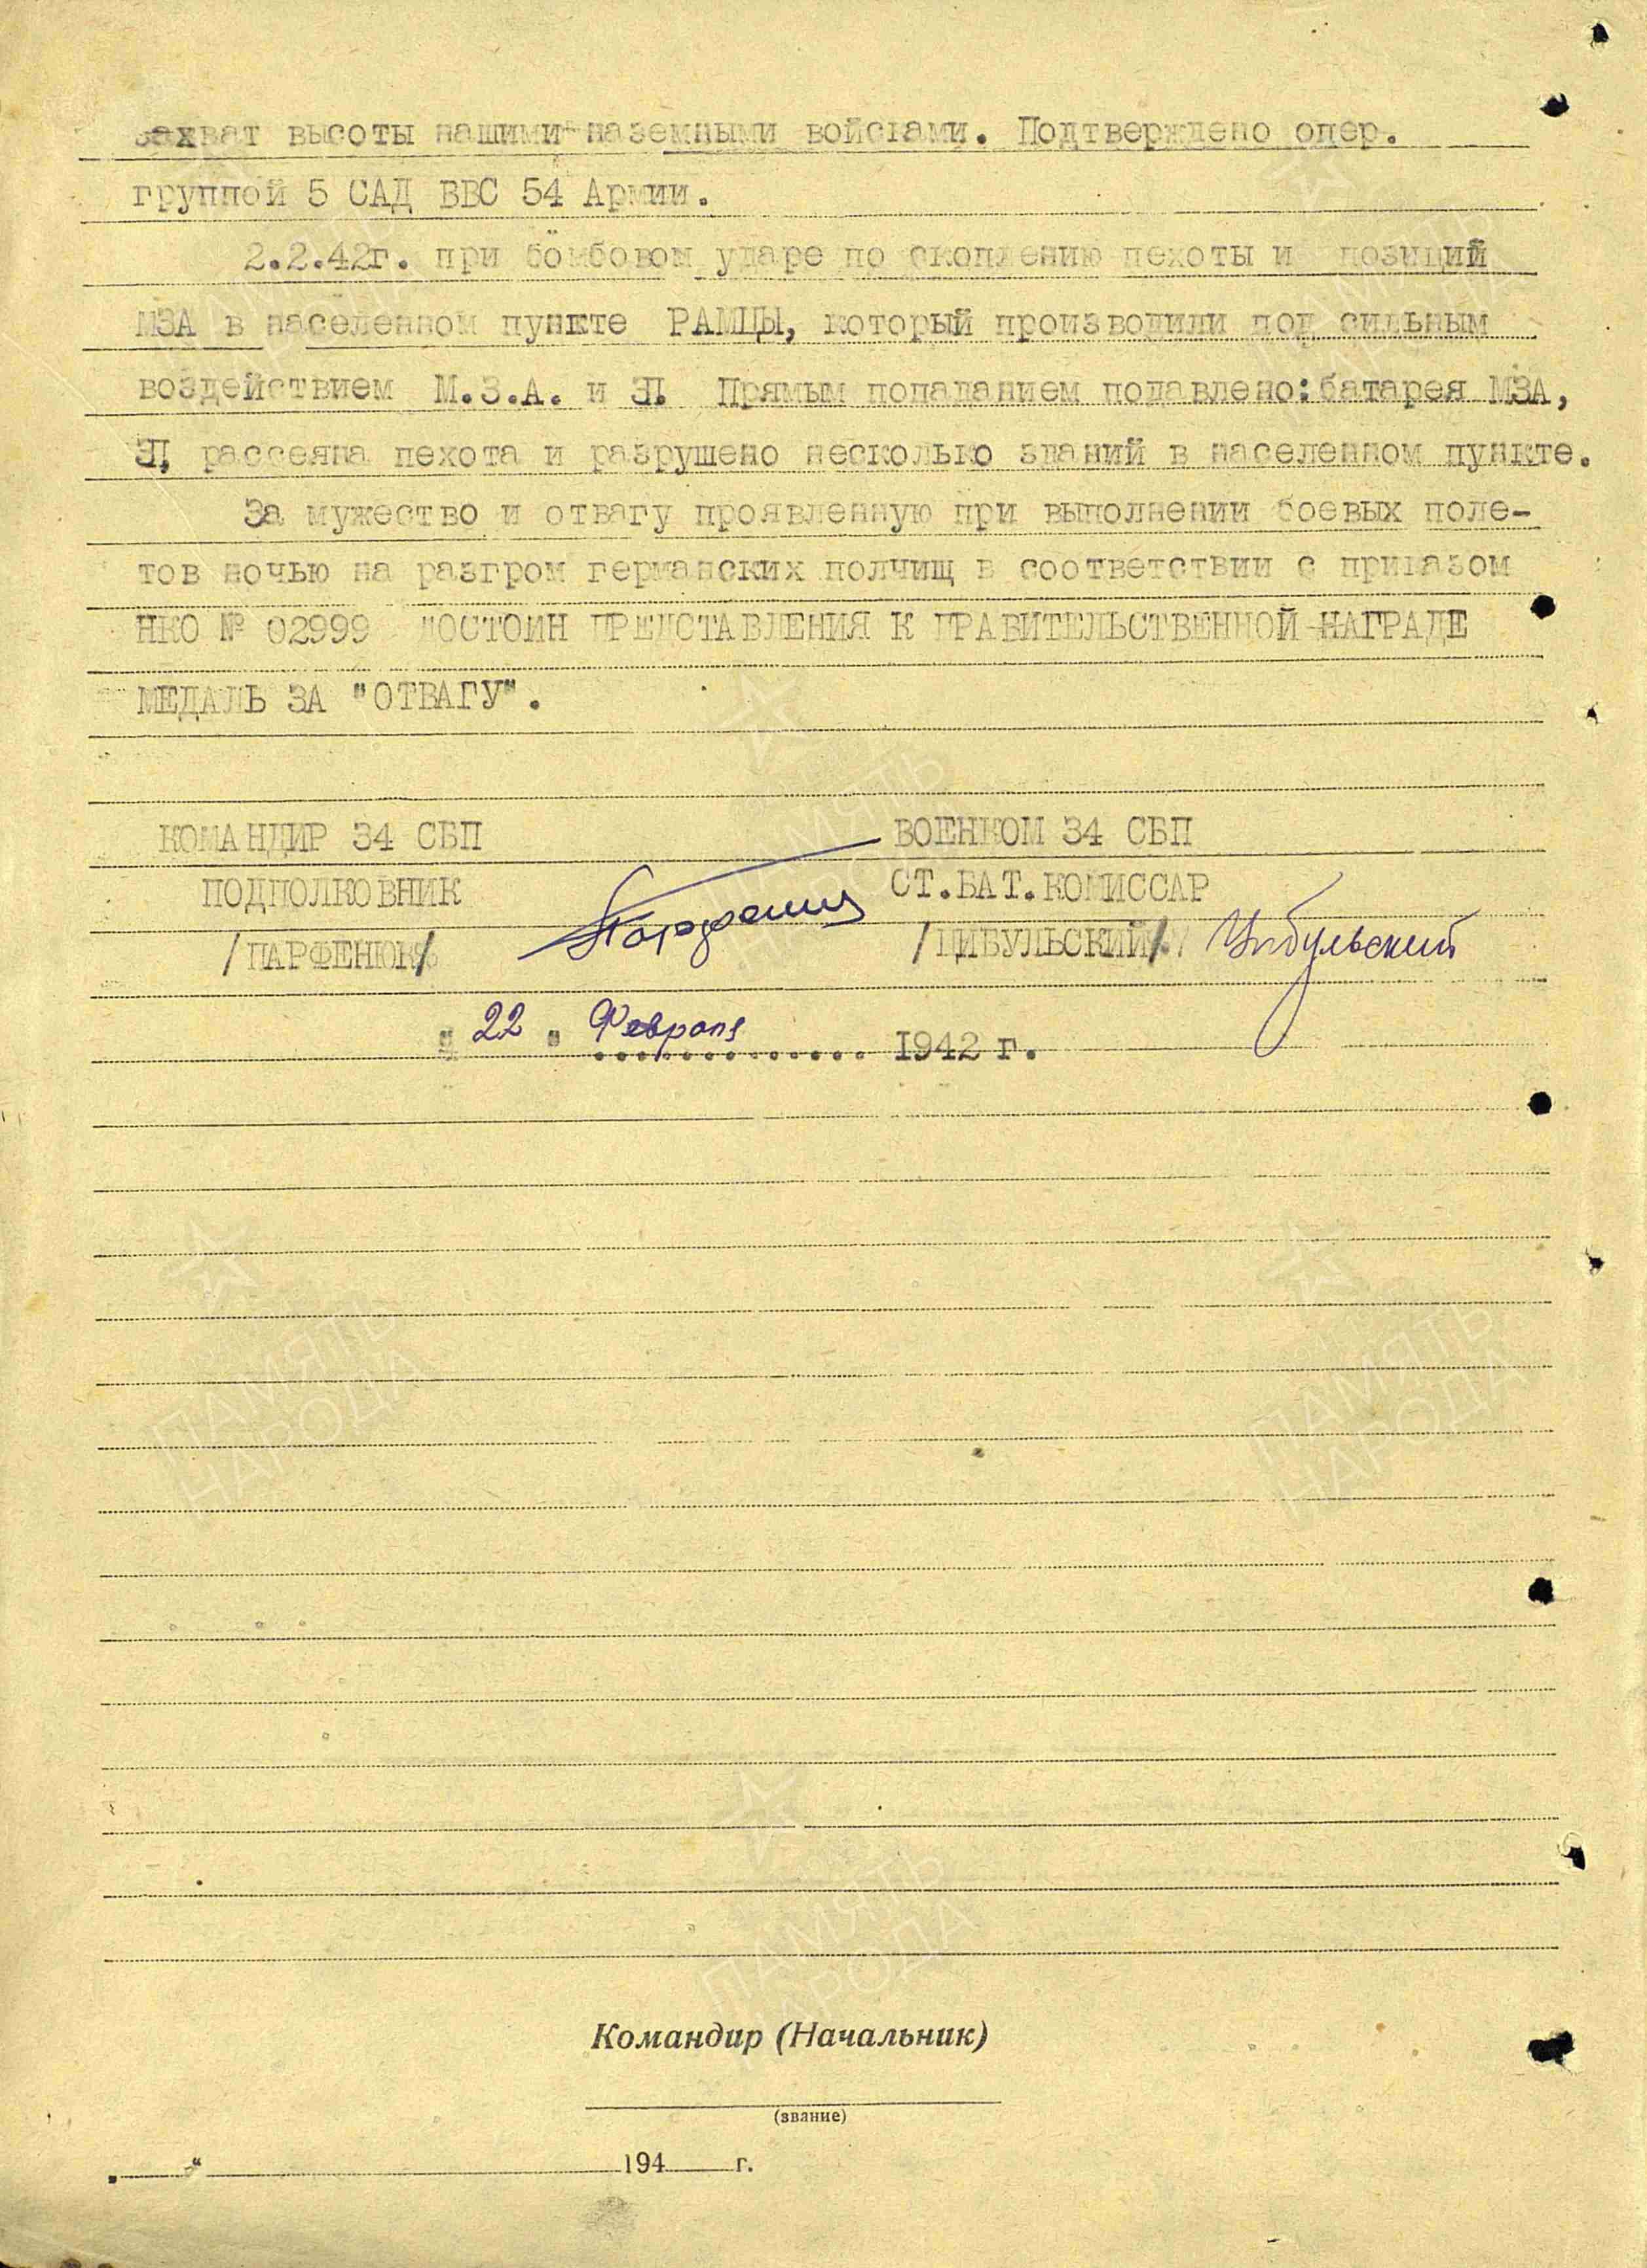 захват высоты нашими наземными войсками. Подтверждено опер.
группой 5 САД ВВС 54 Армии.
2.2.42г. при бомбовом ударе по скоплению пехоты и позиций
МЗА в населенном пункте РАМЦЫ, который производили под сильным
воздействием М.З.А. и ЗП. Прямым попаданием подавлено: батарея МЗА,
ЗП, рассеяна пехота и разрушено несколько зданий в населенном пункте.
За мужество и отвагу проявленную при выполнении боевых поле-
тов ночью на разгром германских полчищ в соответствии с приказом
НКО № 02999 ДОСТОИН ПРЕДСТАВЛЕНИЯ К ПРАВИТЕЛЬСТВЕННОЙ НАГРАДЕ
МЕДАЛЬ ЗА "ОТВАГУ".
КОМАНДИР 34 СБП
ПОДПОЛКОВНИК
/ПАРФЕНЮК/
ВОЕНКОМ 34 СБП
СТ.БАТ.КОМИССАР
/ЦИБУЛЬСКИЙ/ Цибульский
"22" Февраля 1942 г.
Командир (Начальник)
(звание)
" " 194 г.
ПАМЯТЬ НАРОДА